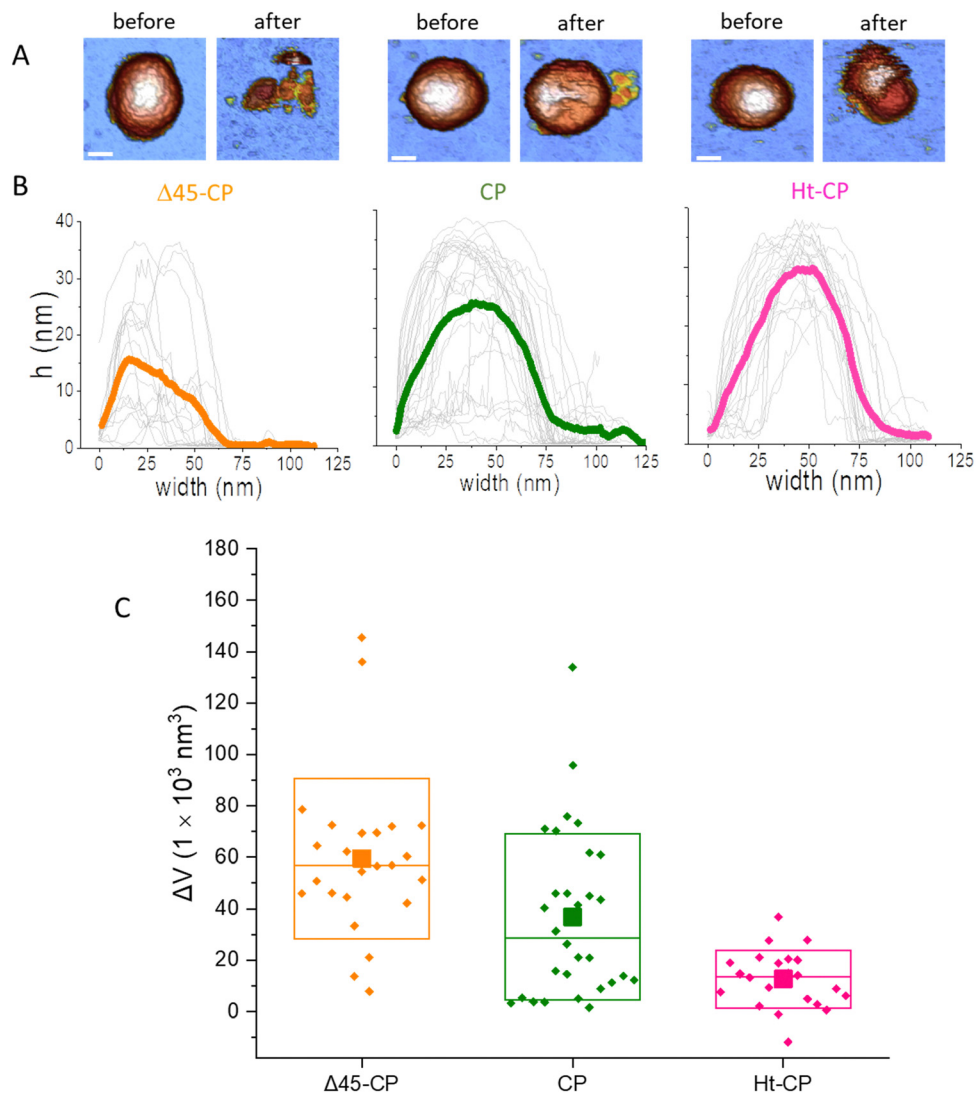 before after before after before after
A
B
Δ45-CP CP Ht-CP
40
30
20
10
0
h (nm)
0 25 50 75 100 125
0 25 50 75 100 125
0 25 50 75 100 125
width (nm) width (nm) width (nm)
C
180
160
140
120
100
80
60
40
20
0
ΔV (1 × 10³ nm³)
Δ45-CP CP Ht-CP